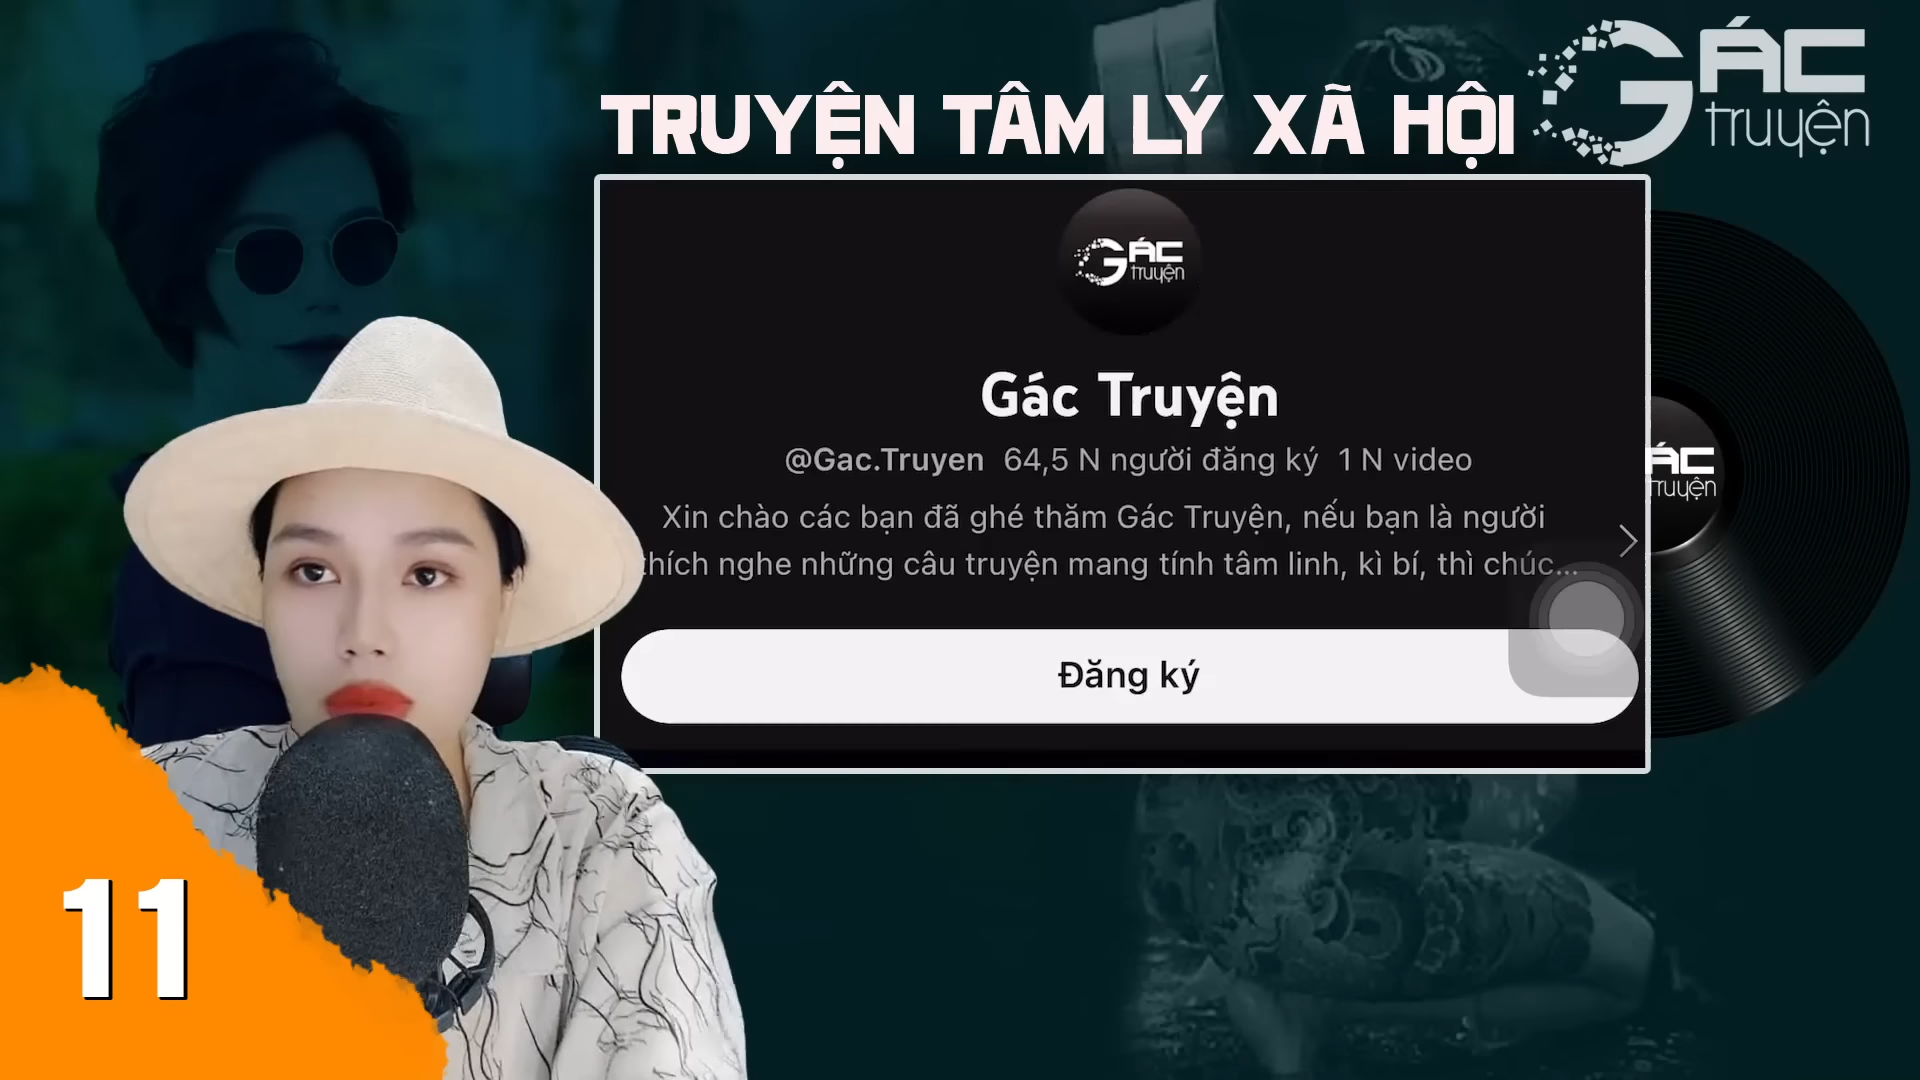 GÁC
truyện
TRUYỆN TÂM LÝ XÃ HỘI
GÁC
truyện
Gác Truyện
@Gac.Truyen 64,5 N người đăng ký 1 N video
Xin chào các bạn đã ghé thăm Gác Truyện, nếu bạn là người
thích nghe những câu truyện mang tính tâm linh, kì bí, thì chúc...
Đăng ký
ÁC
truyện
11